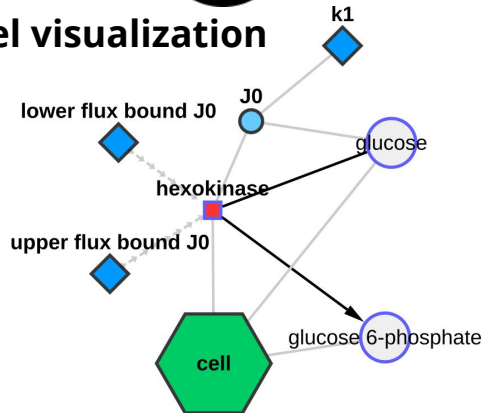 el visualization
k1
J0
lower flux bound J0
glucose
hexokinase
upper flux bound J0
glucose 6-phosphate
cell